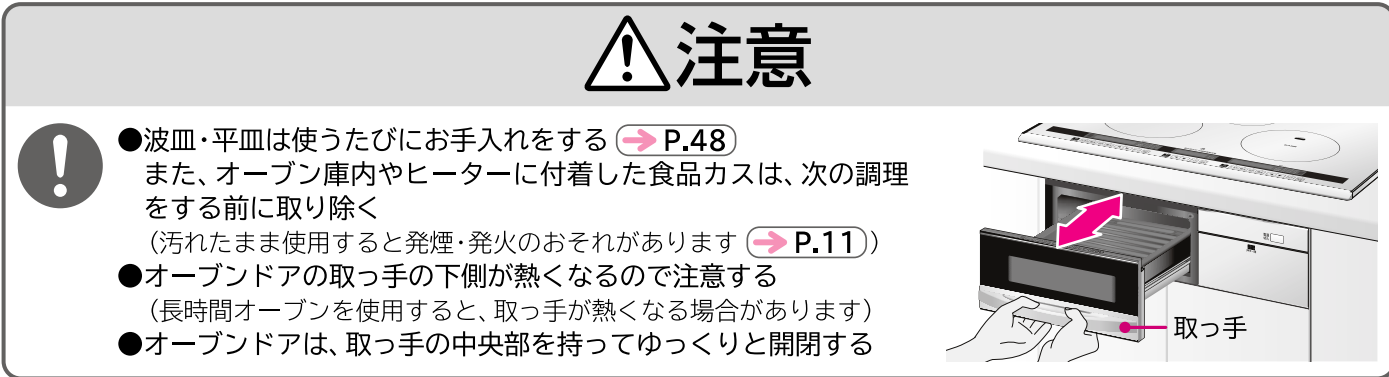 注意
●波皿・平皿は使うたびにお手入れをする(➔ P.48)
また、オーブン庫内やヒーターに付着した食品カスは、次の調理
をする前に取り除く
(汚れたまま使用すると発煙・発火のおそれがあります(➔ P.11))
●オーブンドアの取っ手の下側が熱くなるので注意する
(長時間オーブンを使用すると、取っ手が熱くなる場合があります)
●オーブンドアは、取っ手の中央部を持ってゆっくりと開閉する
取っ手